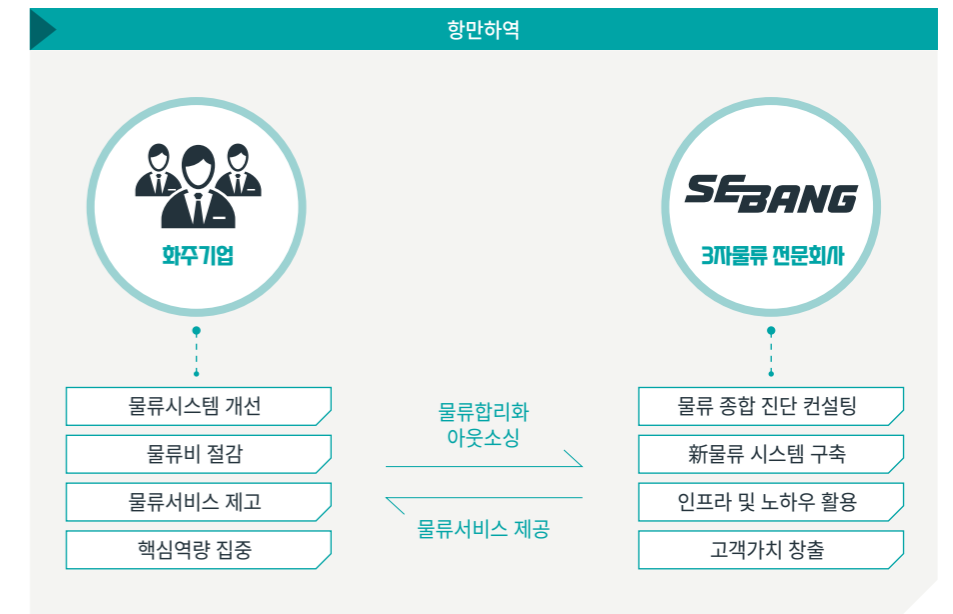 항만하역
화주기업
SEBANG
3자물류 전문회사
물류시스템 개선
물류비 절감
물류서비스 제고
핵심역량 집중
물류합리화
아웃소싱
물류서비스 제공
물류 종합 진단 컨설팅
新물류 시스템 구축
인프라 및 노하우 활용
고객가치 창출